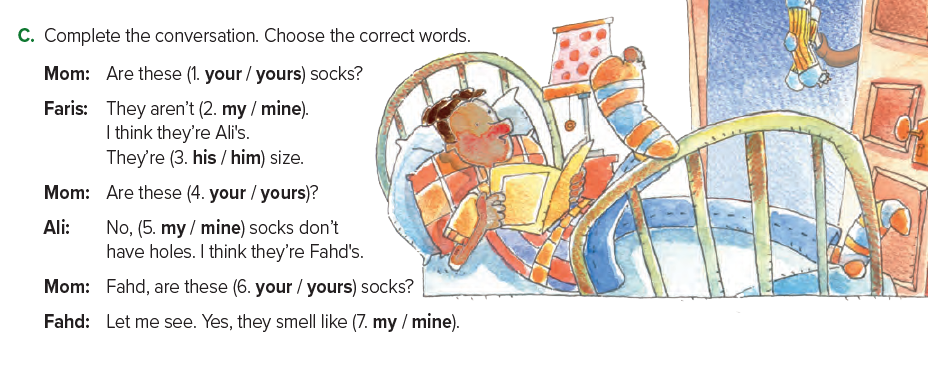 C. Complete the conversation. Choose the correct words.
Mom: Are these (1. your / yours) socks?
Faris: They aren't (2. my / mine).
I think they're Ali's.
They're (3. his / him) size.
Mom: Are these (4. your / yours)?
Ali: No, (5. my / mine) socks don't
have holes. I think they're Fahd's.
Mom: Fahd, are these (6. your / yours) socks?
Fahd: Let me see. Yes, they smell like (7. my / mine).